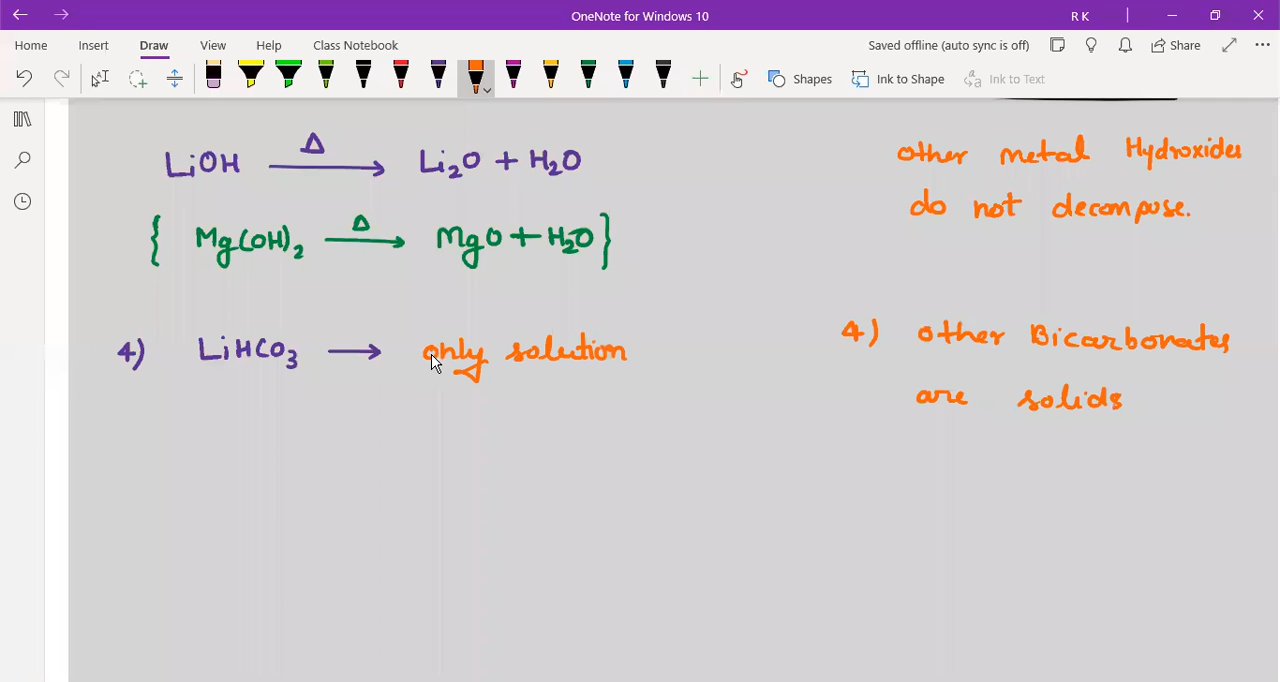 OneNote for Windows 10
R K
Home Insert Draw View Help Class Notebook
Saved offline (auto sync is off)
Share
Shapes
Ink to Shape
Ink to Text
LiOH Δ → Li₂O + H₂O
other metal Hydroxides
do not decompose.
{ Mg(OH)₂ Δ → MgO + H₂O }
4) LiHCO₃ → only solution
4) other Bicarbonates
are solids